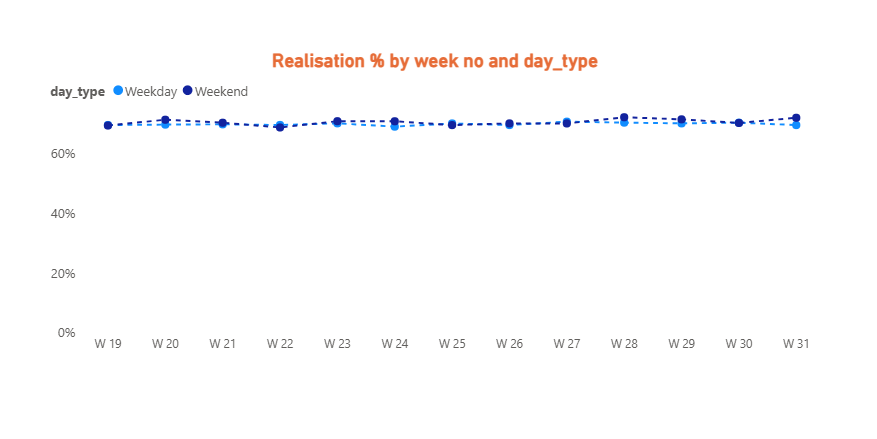 Realisation % by week no and day_type
day_type Weekday Weekend
60%
40%
20%
0%
W 19 W 20 W 21 W 22 W 23 W 24 W 25 W 26 W 27 W 28 W 29 W 30 W 31